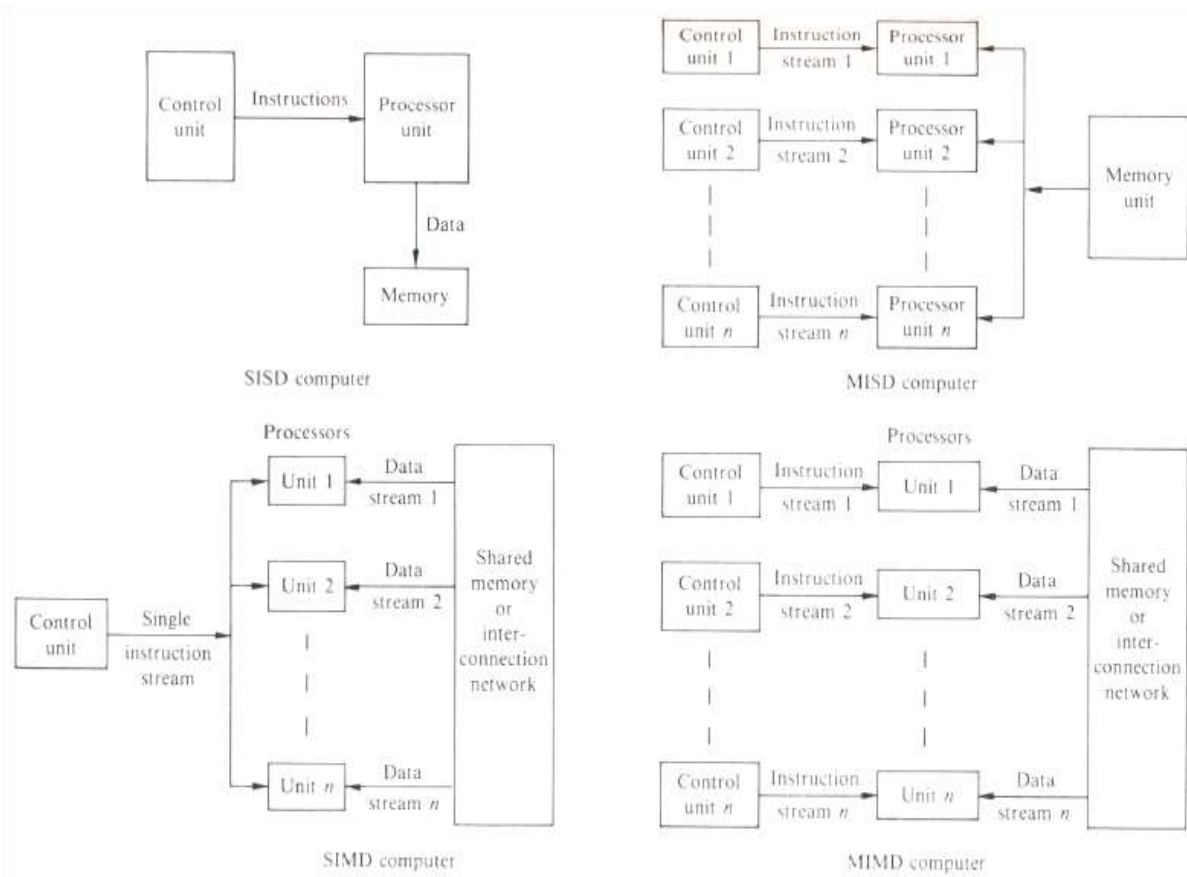 Control
unit
Instructions
Processor
unit
Data
Memory
SISD computer
Control
unit 1
Instruction
stream 1
Processor
unit 1
Control
unit 2
Instruction
stream 2
Processor
unit 2
Control
unit n
Instruction
stream n
Processor
unit n
Memory
unit
MISD computer
Processors
Control
unit
Single
instruction
stream
Unit 1
Data
stream 1
Unit 2
Data
stream 2
Unit n
Data
stream n
Shared
memory
or
inter-
connection
network
SIMD computer
Processors
Control
unit 1
Instruction
stream 1
Unit 1
Data
stream 1
Control
unit 2
Instruction
stream 2
Unit 2
Data
stream 2
Control
unit n
Instruction
stream n
Unit n
Data
stream n
Shared
memory
or
inter-
connection
network
MIMD computer